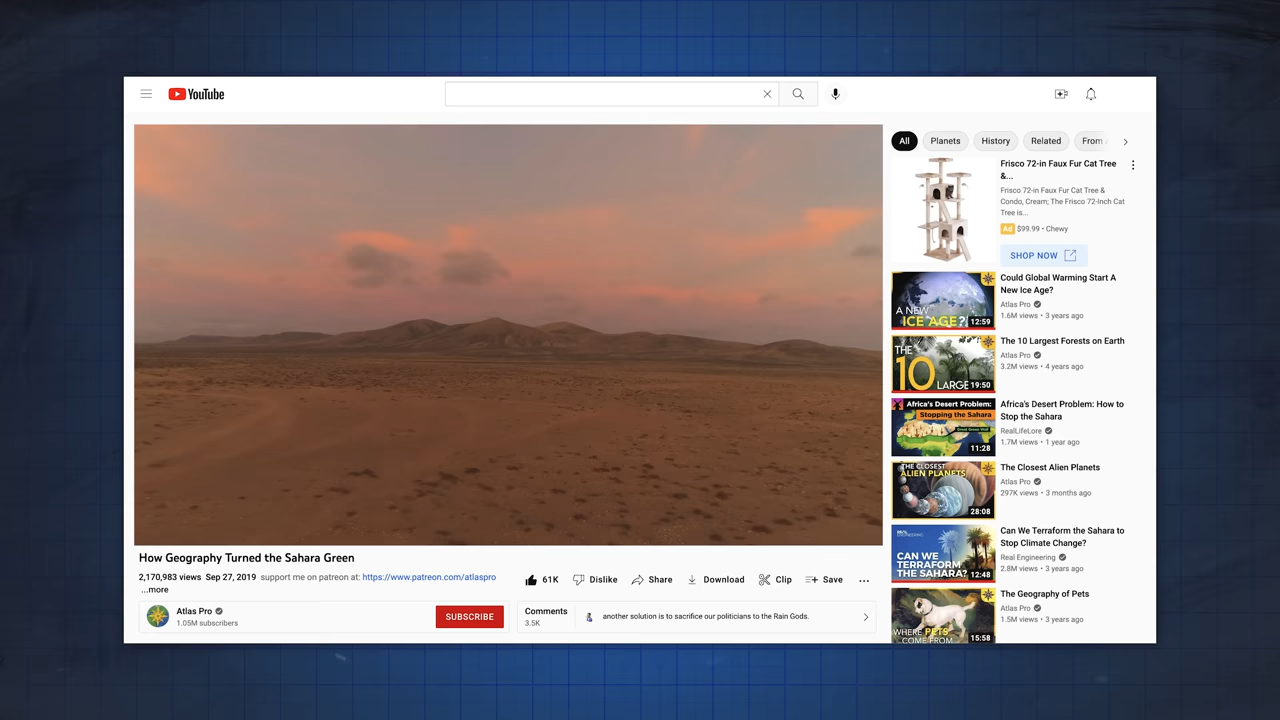 YouTube
All
Planets
History
Related
From
Frisco 72-in Faux Fur Cat Tree
&...
Frisco 72-in Faux Fur Cat Tree &
Condo, Cream; The Frisco 72-Inch Cat
Tree is...
Ad $99.99 • Chewy
SHOP NOW
A NEW
ICE AGE?
12:59
Could Global Warming Start A
New Ice Age?
Atlas Pro
1.6M views • 3 years ago
THE
10
LARGE
19:50
The 10 Largest Forests on Earth
Atlas Pro
3.2M views • 4 years ago
Africa's Desert Problem:
Stopping the Sahara
11:28
Africa's Desert Problem: How to
Stop the Sahara
RealLifeLore
1.7M views • 1 year ago
THE CLOSEST
ALIEN PLANETS
28:08
The Closest Alien Planets
Atlas Pro
297K views • 3 months ago
CAN WE
TERRAFORM
THE SAHARA?
12:48
Can We Terraform the Sahara to
Stop Climate Change?
Real Engineering
2.8M views • 3 years ago
WHERE PETS
COME FROM
15:58
The Geography of Pets
Atlas Pro
1.5M views • 3 years ago
How Geography Turned the Sahara Green
2,170,983 views Sep 27, 2019 support me on patreon at: https://www.patreon.com/atlaspro
...more
61K
Dislike
Share
Download
Clip
Save
Atlas Pro
1.05M subscribers
SUBSCRIBE
Comments
3.5K
another solution is to sacrifice our politicians to the Rain Gods.